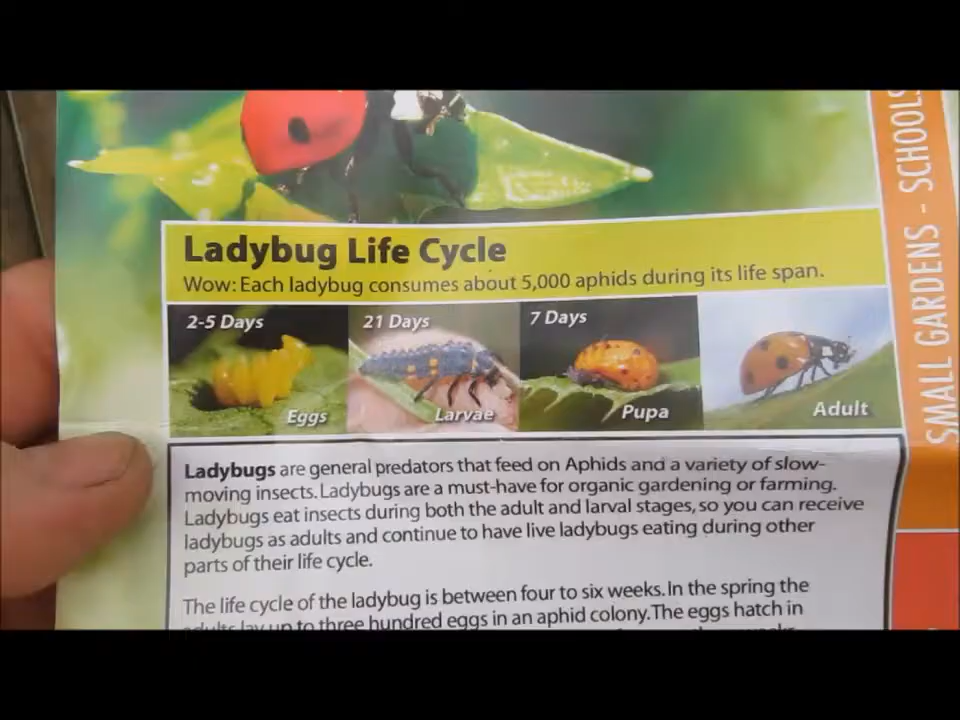 Ladybug Life Cycle
Wow: Each ladybug consumes about 5,000 aphids during its life span.
2-5 Days
Eggs
21 Days
Larvae
7 Days
Pupa
Adult
Ladybugs are general predators that feed on Aphids and a variety of slow-
moving insects. Ladybugs are a must-have for organic gardening or farming.
Ladybugs eat insects during both the adult and larval stages, so you can receive
ladybugs as adults and continue to have live ladybugs eating during other
parts of their life cycle.
The life cycle of the ladybug is between four to six weeks. In the spring the
adults lay up to three hundred eggs in an aphid colony. The eggs hatch in
SMALL GARDENS - SCHOOLS